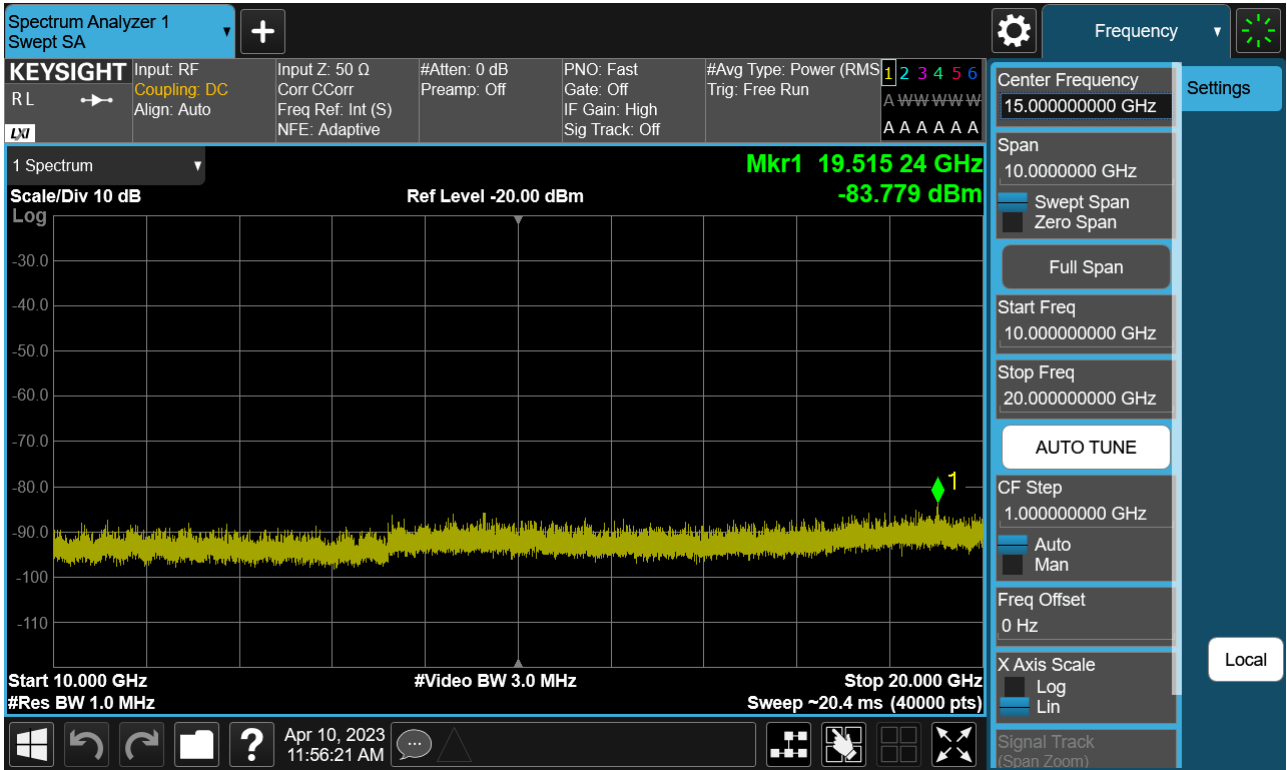 Spectrum Analyzer 1
Swept SA
Frequency
KEYSIGHT
R L
LXI
Input: RF
Coupling: DC
Align: Auto
Input Z: 50 Ω
Corr CCorr
Freq Ref: Int (S)
NFE: Adaptive
#Atten: 0 dB
Preamp: Off
PNO: Fast
Gate: Off
IF Gain: High
Sig Track: Off
#Avg Type: Power (RMS
Trig: Free Run
1 2 3 4 5 6
A W W W W W
A A A A A A
1 Spectrum
Scale/Div 10 dB
Log
Ref Level -20.00 dBm
Mkr1 19.515 24 GHz
-83.779 dBm
-30.0
-40.0
-50.0
-60.0
-70.0
-80.0
-90.0
-100
-110
1
Start 10.000 GHz
#Res BW 1.0 MHz
#Video BW 3.0 MHz
Stop 20.000 GHz
Sweep ~20.4 ms (40000 pts)
Center Frequency
15.000000000 GHz
Span
10.0000000 GHz
Swept Span
Zero Span
Full Span
Start Freq
10.000000000 GHz
Stop Freq
20.000000000 GHz
AUTO TUNE
CF Step
1.000000000 GHz
Auto
Man
Freq Offset
0 Hz
X Axis Scale
Log
Lin
Signal Track
(Span Zoom)
Settings
Local
?
Apr 10, 2023
11:56:21 AM